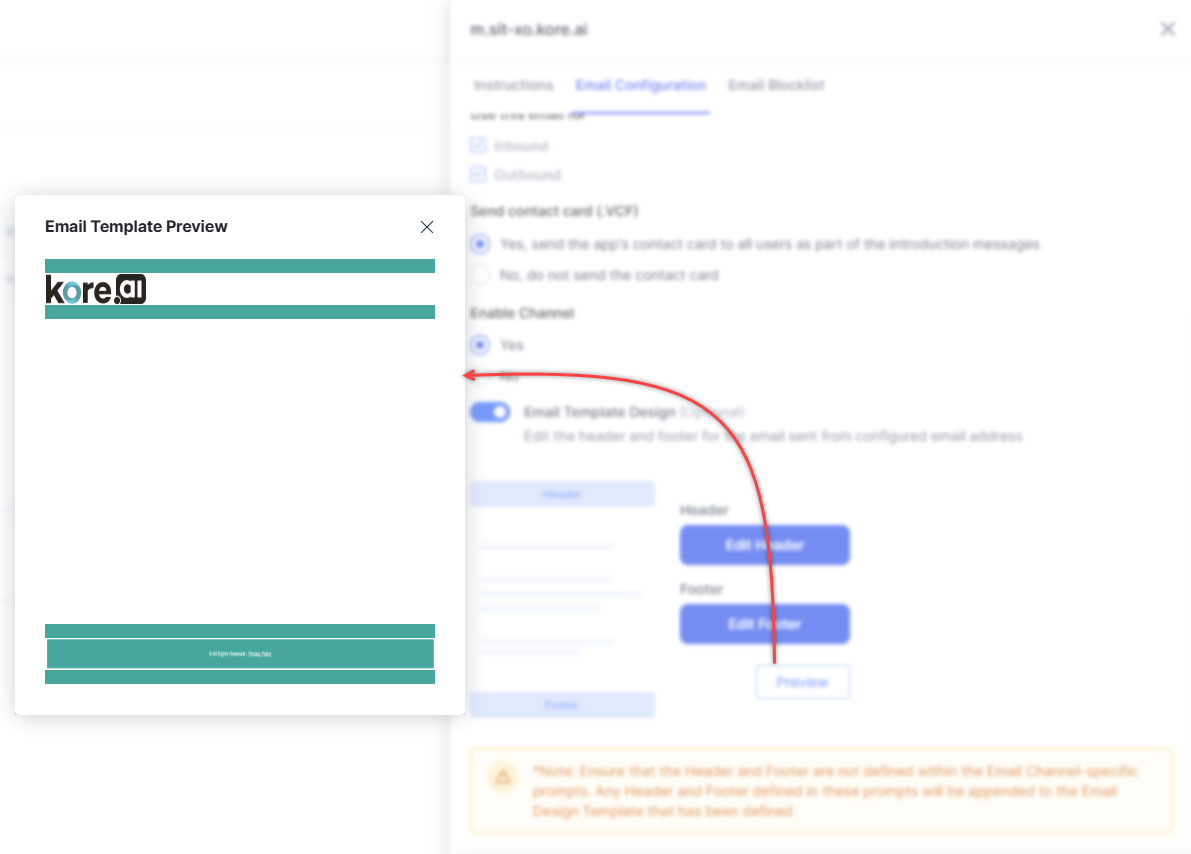 m.sit-xo.kore.ai
Instructions
Email Configuration
Email Blocklist
Use this email for
Inbound
Outbound
Send contact card (.VCF)
Yes, send the app's contact card to all users as part of the introduction messages
No, do not send the contact card
Enable Channel
Yes
No
Email Template Design (Optional)
Edit the header and footer for the email sent from configured email address
Header
Header
Edit Header
Footer
Edit Footer
Preview
Footer
*Note: Ensure that the Header and Footer are not defined within the Email Channel-specific
prompts. Any Header and Footer defined in these prompts will be appended to the Email
Design Template that has been defined
Email Template Preview
kore.ai
© All Rights Reserved - Privacy Policy